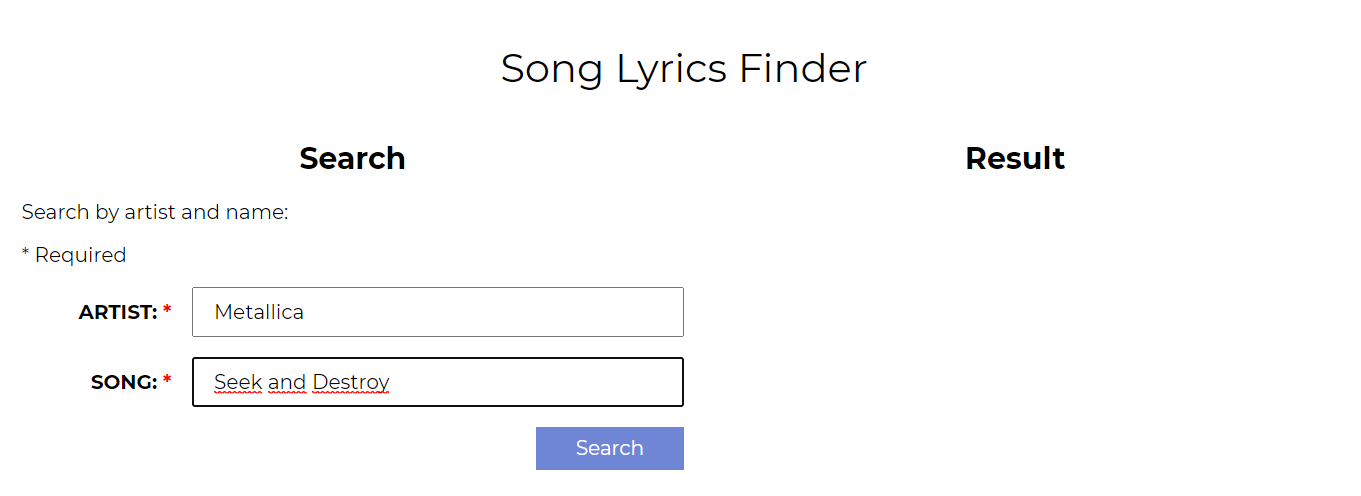 Song Lyrics Finder
Search
Search by artist and name:
* Required
ARTIST: * Metallica
SONG: * Seek and Destroy
Search
Result